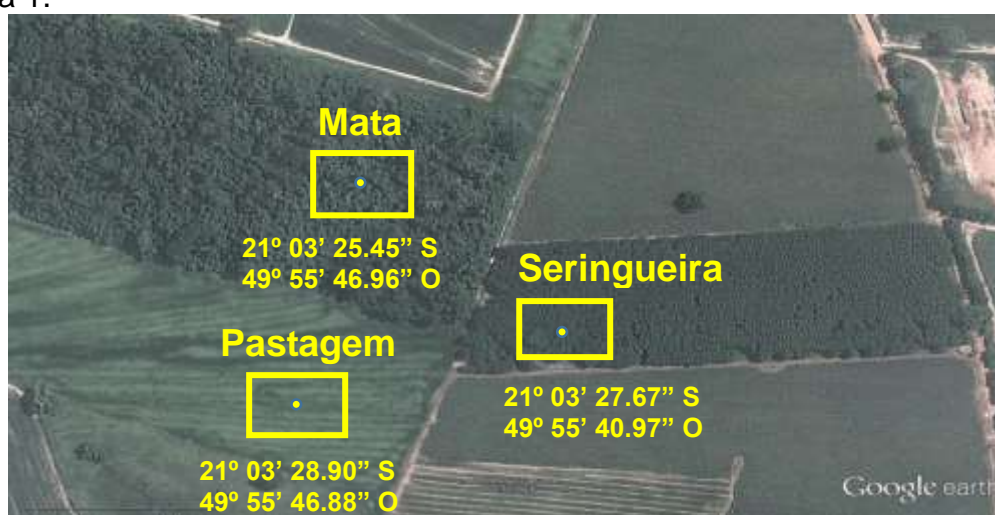 a 1.
Mata
21º 03’ 25.45” S
49º 55’ 46.96” O
Seringueira
Pastagem
21º 03’ 27.67” S
49º 55’ 40.97” O
21º 03’ 28.90” S
49º 55’ 46.88” O
Google earth